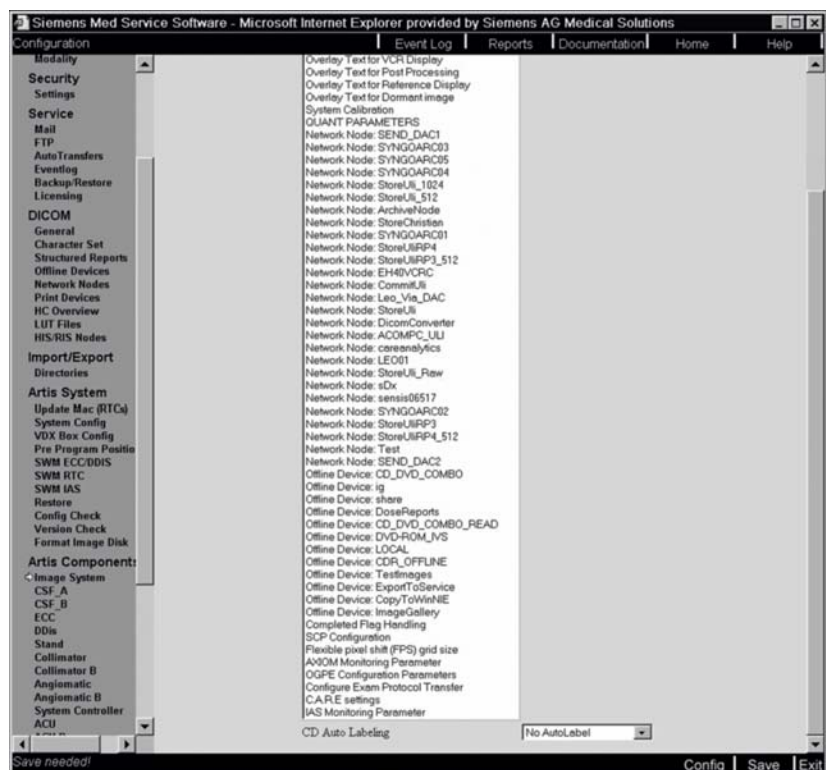 Siemens Med Service Software - Microsoft Internet Explorer provided by Siemens AG Medical Solutions
Configuration
Event Log
Reports
Documentation
Home
Help
Modality
Security
Settings
Service
Mail
FTP
AutoTransfers
Eventlog
Backup/Restore
Licensing
DICOM
General
Character Set
Structured Reports
Offline Devices
Network Nodes
Print Devices
HC Overview
LUT Files
HIS/RIS Nodes
Import/Export
Directories
Artis System
Update Mac (RTCs)
System Config
VDX Box Config
Pre Program Positio
SWM ECC/DDIS
SWM RTC
SWM IAS
Restore
Config Check
Version Check
Format Image Disk
Artis Components
Image System
CSF_A
CSF_B
ECC
DDis
Stand
Collimator
Collimator B
Angiomatic
Angiomatic B
System Controller
ACU
Overlay Text for VCR Display
Overlay Text for Post Processing
Overlay Text for Reference Display
Overlay Text for Dormant image
System Calibration
QUANT PARAMETERS
Network Node: SEND_DAC1
Network Node: SYNGOARC03
Network Node: SYNGOARC05
Network Node: SYNGOARC04
Network Node: StoreUli_1024
Network Node: StoreUli_512
Network Node: ArchiveNode
Network Node: StoreChristian
Network Node: SYNGOARC01
Network Node: StoreUliRP4
Network Node: StoreUliRP3_512
Network Node: EH40VCRC
Network Node: CommitUli
Network Node: Leo_Via_DAC
Network Node: StoreUli
Network Node: DicomConverter
Network Node: ACOMPC_ULI
Network Node: careanalytics
Network Node: LEO01
Network Node: StoreUli_Raw
Network Node: sDx
Network Node: sensis06517
Network Node: SYNGOARC02
Network Node: StoreUliRP3
Network Node: StoreUliRP4_512
Network Node: Test
Network Node: SEND_DAC2
Offline Device: CD_DVD_COMBO
Offline Device: ig
Offline Device: share
Offline Device: DoseReports
Offline Device: CD_DVD_COMBO_READ
Offline Device: DVD-ROM_IVS
Offline Device: LOCAL
Offline Device: CDR_OFFLINE
Offline Device: TestImages
Offline Device: ExportToService
Offline Device: CopyToWinNIE
Offline Device: ImageGallery
Completed Flag Handling
SCP Configuration
Flexible pixel shift (FPS) grid size
AXIOM Monitoring Parameter
OGPE Configuration Parameters
Configure Exam Protocol Transfer
C.A.R.E settings
IAS Monitoring Parameter
CD Auto Labeling
No AutoLabel
Save needed!
Config
Save
Exit